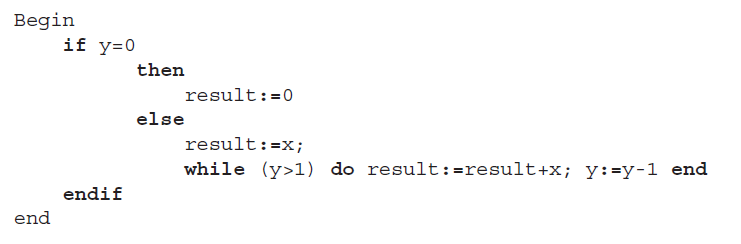 Begin
if y=0
then
result:=0
else
result:=x;
while (y>1) do result:=result+x; y:=y-1 end
endif
end